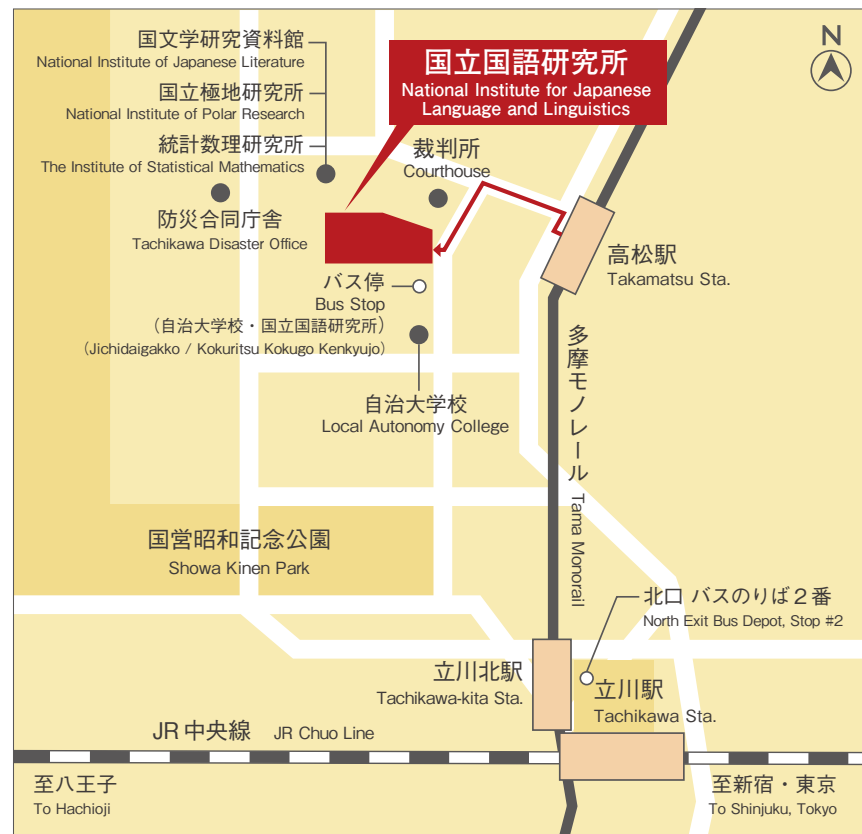 国文学研究資料館
National Institute of Japanese Literature
国立極地研究所
National Institute of Polar Research
統計数理研究所
The Institute of Statistical Mathematics
国立国語研究所
National Institute for Japanese
Language and Linguistics
N
裁判所
Courthouse
防災合同庁舎
Tachikawa Disaster Office
高松駅
Takamatsu Sta.
バス停
Bus Stop
（自治大学校・国立国語研究所）
（Jichidaigakko / Kokuritsu Kokugo Kenkyujo）
自治大学校
Local Autonomy College
多摩モノレール Tama Monorail
国営昭和記念公園
Showa Kinen Park
北口 バスのりば２番
North Exit Bus Depot, Stop #2
立川北駅
Tachikawa-kita Sta.
立川駅
Tachikawa Sta.
JR 中央線 JR Chuo Line
至八王子
To Hachioji
至新宿・東京
To Shinjuku, Tokyo